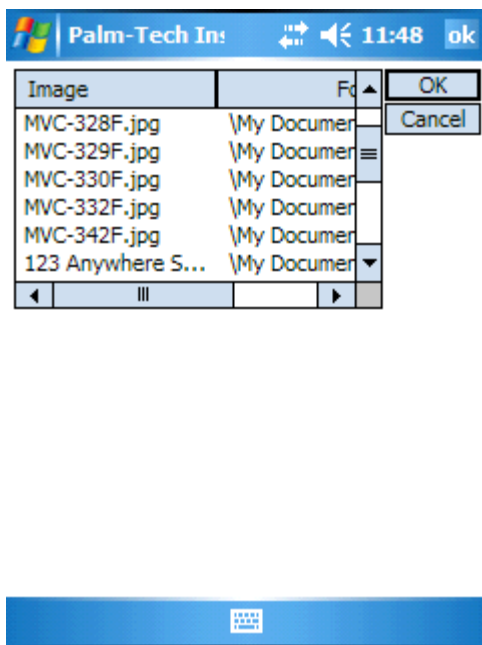 Palm-Tech Ins 11:48 ok
Image Fo OK
Cancel
MVC-328F.jpg \My Documen
MVC-329F.jpg \My Documen
MVC-330F.jpg \My Documen
MVC-332F.jpg \My Documen
MVC-342F.jpg \My Documen
123 Anywhere S... \My Documen